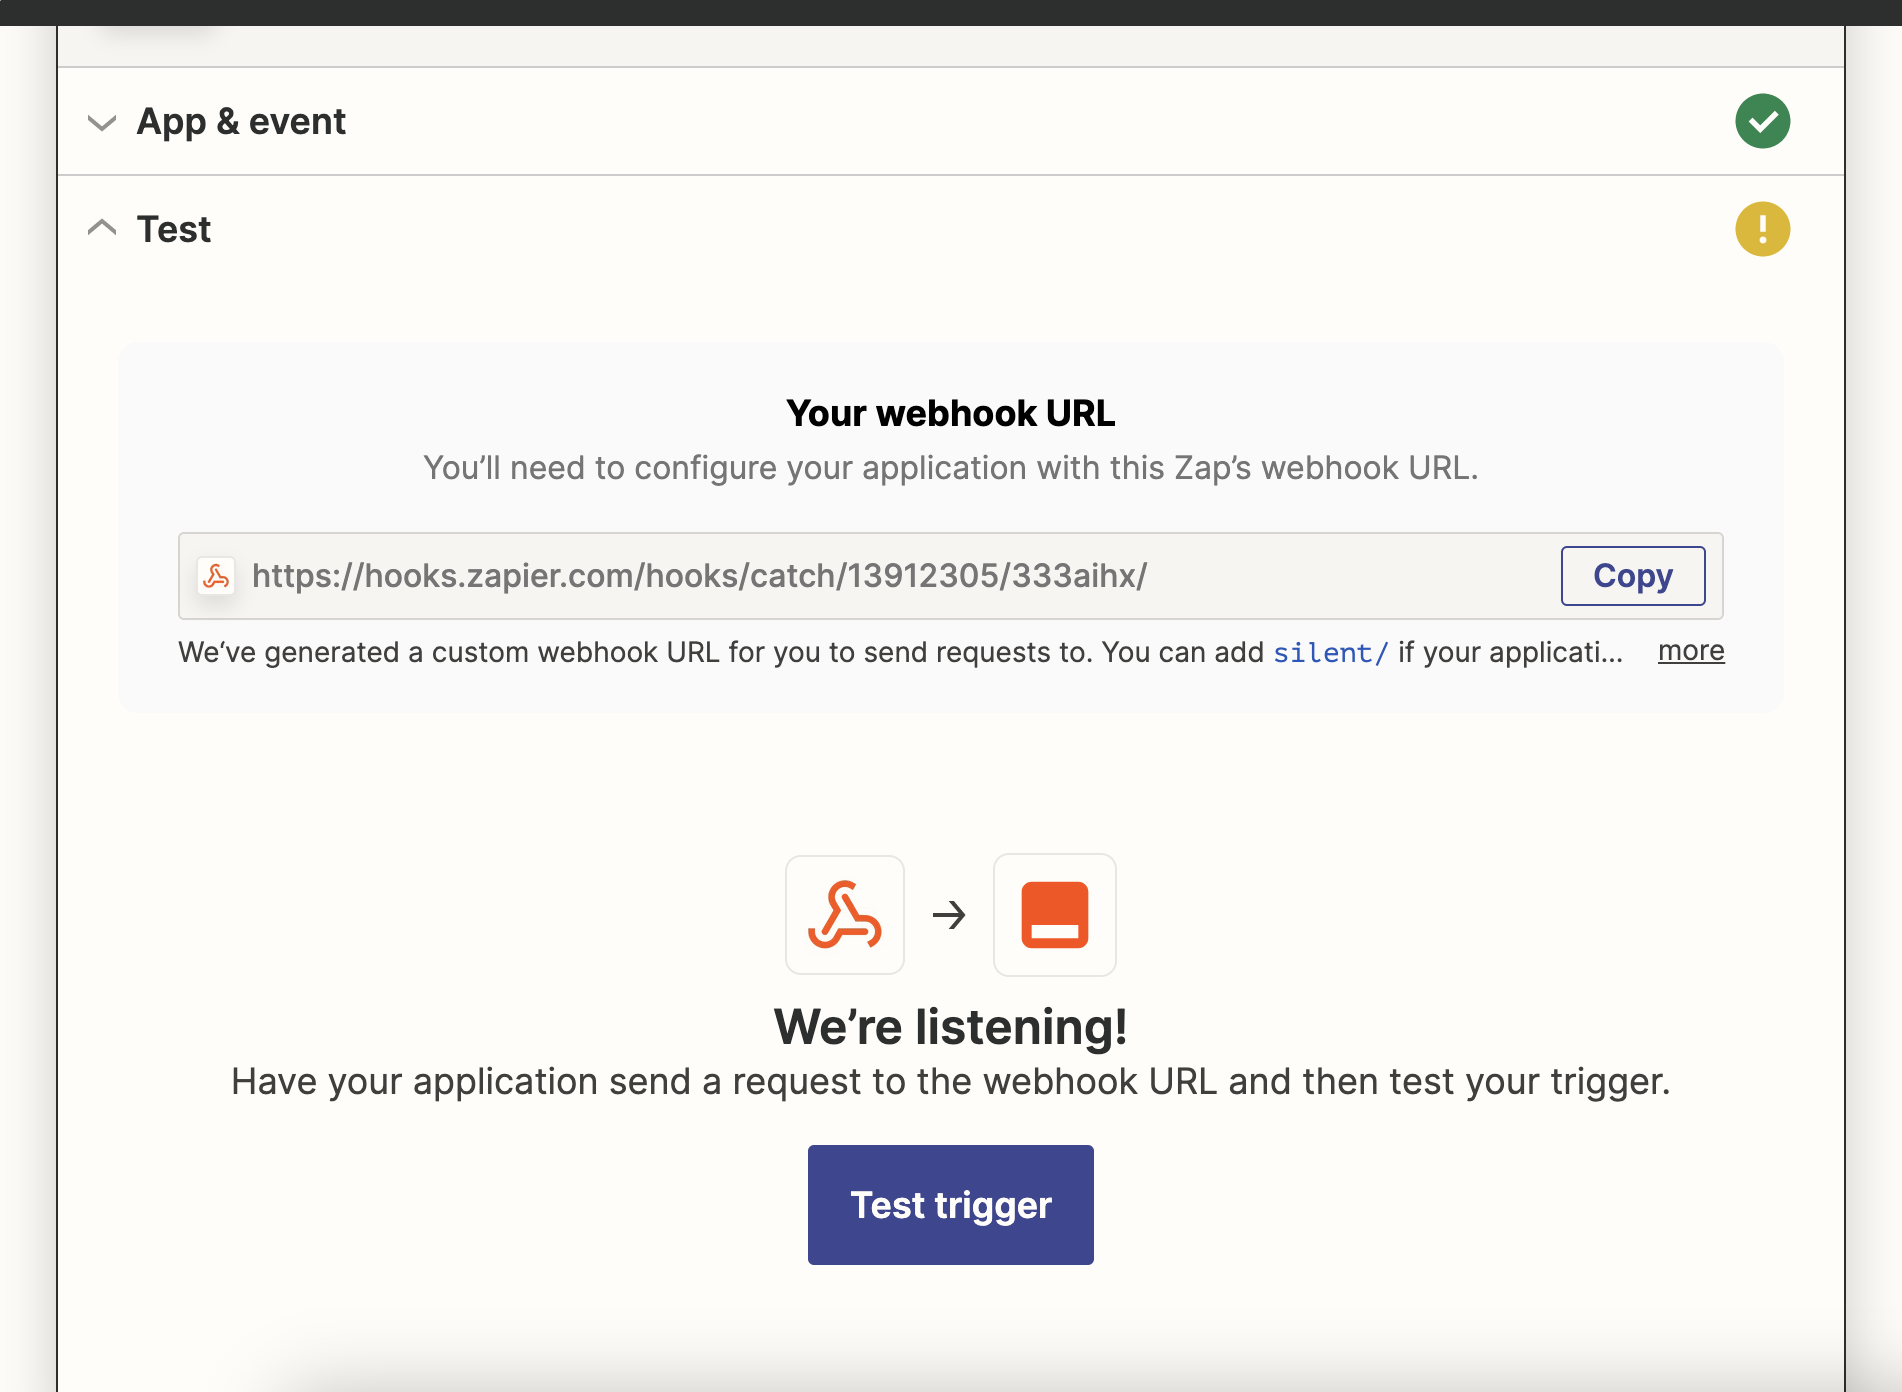 App & event
Test
Your webhook URL
You’ll need to configure your application with this Zap’s webhook URL.
https://hooks.zapier.com/hooks/catch/13912305/333aihx/
Copy
We‘ve generated a custom webhook URL for you to send requests to. You can add silent/ if your applicati... more
We’re listening!
Have your application send a request to the webhook URL and then test your trigger.
Test trigger